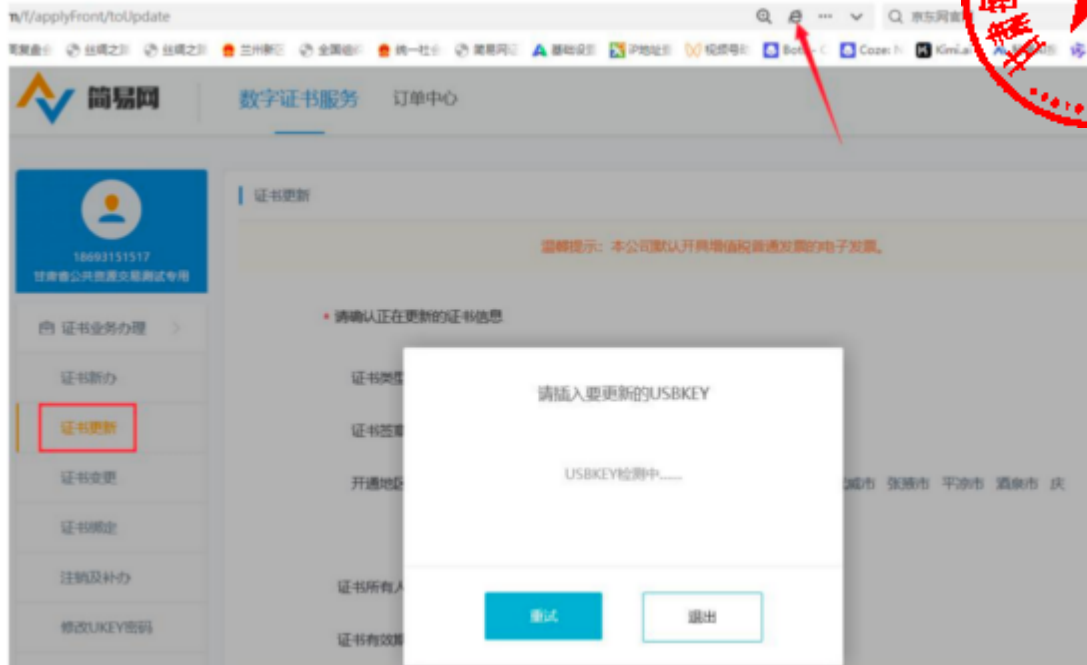 n/f/applyFront/toUpdate
丝绸之
丝绸之
兰州新区
全国组
统一社
简易网
基础设
IP地址
视频号
Bot
Coze:
Kimi.ai
简易网
数字证书服务
订单中心
证书更新
18693151517
甘肃省公共资源交易测试专用
温馨提示：本公司默认开具增值税普通发票的电子发票。
证书业务办理
* 请确认正在更新的证书信息
证书新办
证书类型
请插入要更新的USBKEY
证书更新
证书签章
USBKEY检测中......
证书变更
开通地区
威市 张掖市 平凉市 酒泉市 庆
证书绑定
注销及补办
证书所有人
重试
退出
修改UKEY密码
证书有效期